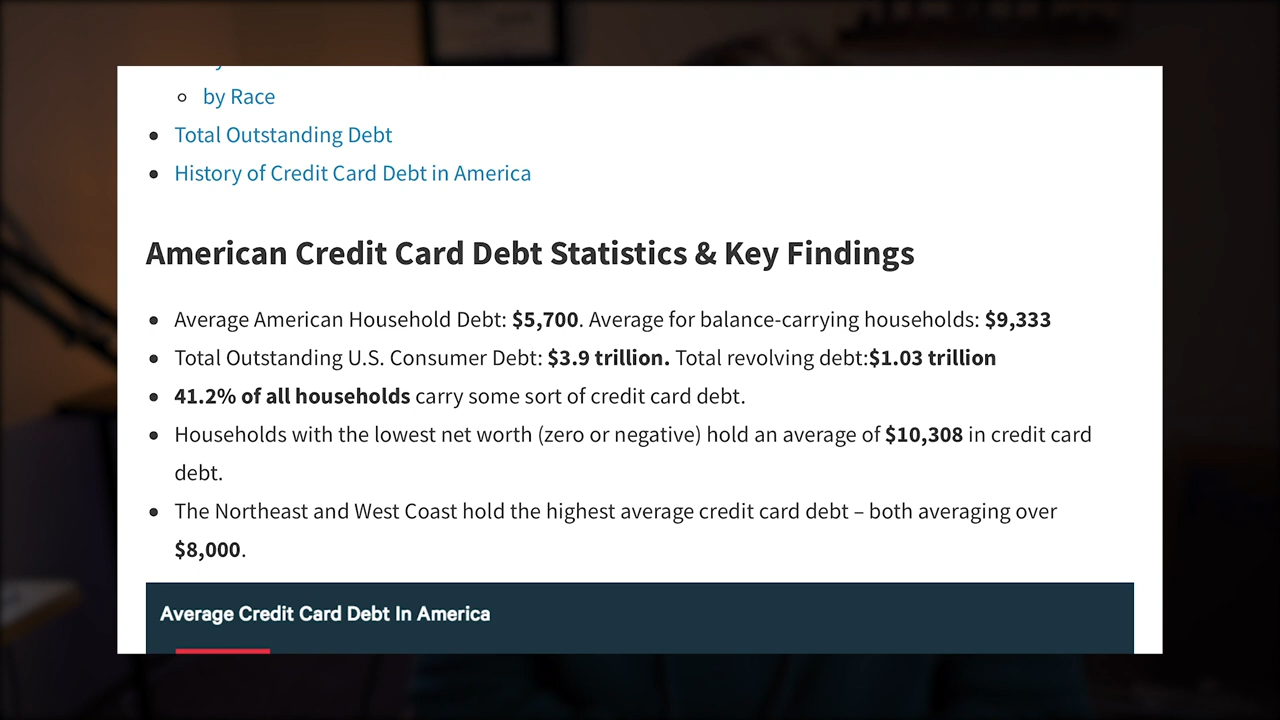 by Race
Total Outstanding Debt
History of Credit Card Debt in America
American Credit Card Debt Statistics & Key Findings
Average American Household Debt: $5,700. Average for balance-carrying households: $9,333
Total Outstanding U.S. Consumer Debt: $3.9 trillion. Total revolving debt:$1.03 trillion
41.2% of all households carry some sort of credit card debt.
Households with the lowest net worth (zero or negative) hold an average of $10,308 in credit card
debt.
The Northeast and West Coast hold the highest average credit card debt – both averaging over
$8,000.
Average Credit Card Debt In America